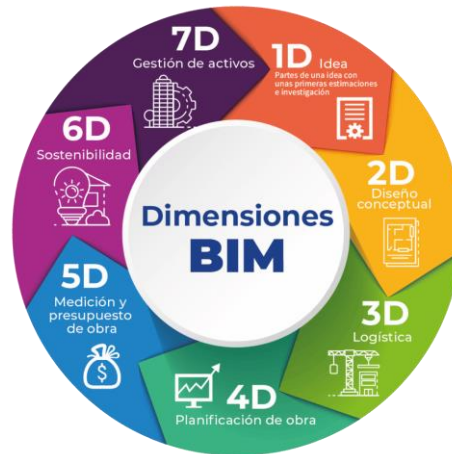 Dimensiones
BIM
1D Idea
Partes de una idea con
unas primeras estimaciones
e investigación
2D
Diseño
conceptual
3D
Logística
4D
Planificación de obra
5D
Medición y
presupuesto
de obra
$
6D
Sostenibilidad
7D
Gestión de activos